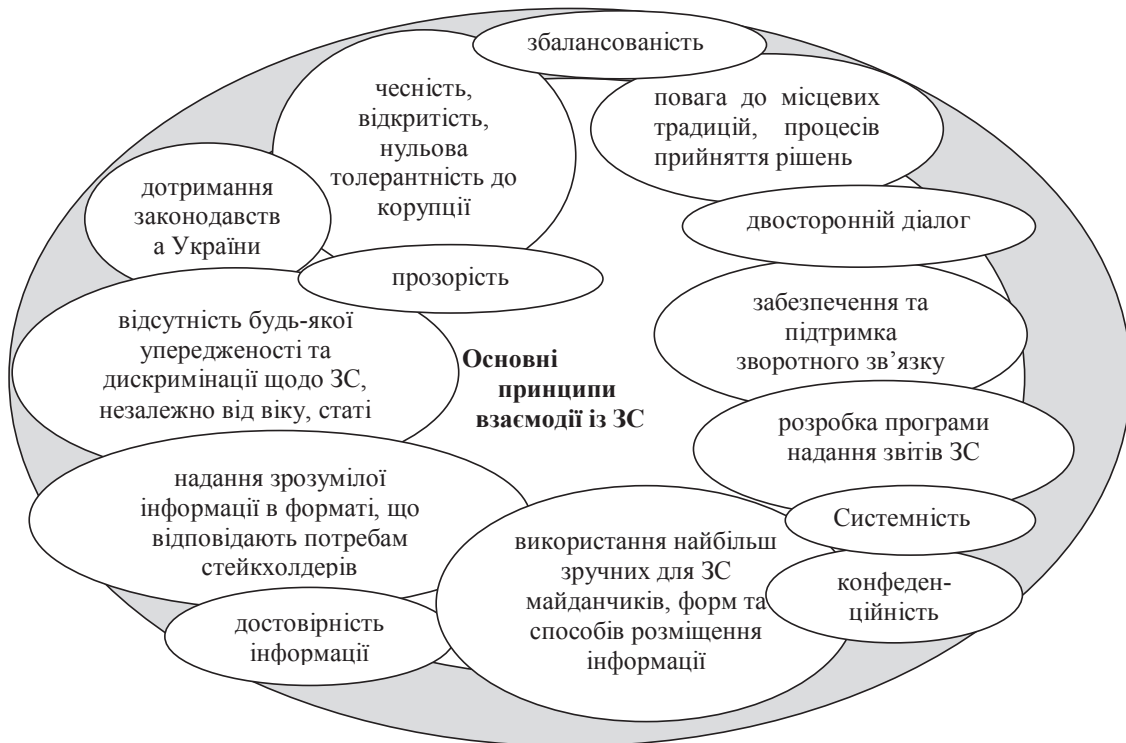 збалансованість
чесність,
відкритість,
нульова
толерантність до
корупції
повага до місцевих
традицій, процесів
прийняття рішень
дотримання
законодавств
а України
двосторонній діалог
прозорість
забезпечення та
підтримка
зворотного зв’язку
відсутність будь-якої
упередженості та
дискримінації щодо ЗС,
незалежно від віку, статі
Основні
принципи
взаємодії із ЗС
розробка програми
надання звітів ЗС
надання зрозумілої
інформації в форматі, що
відповідають потребам
стейкхолдерів
Системність
використання найбільш
зручних для ЗС
майданчиків, форм та
способів розміщення
інформації
конфеден-
ційність
достовірність
інформації